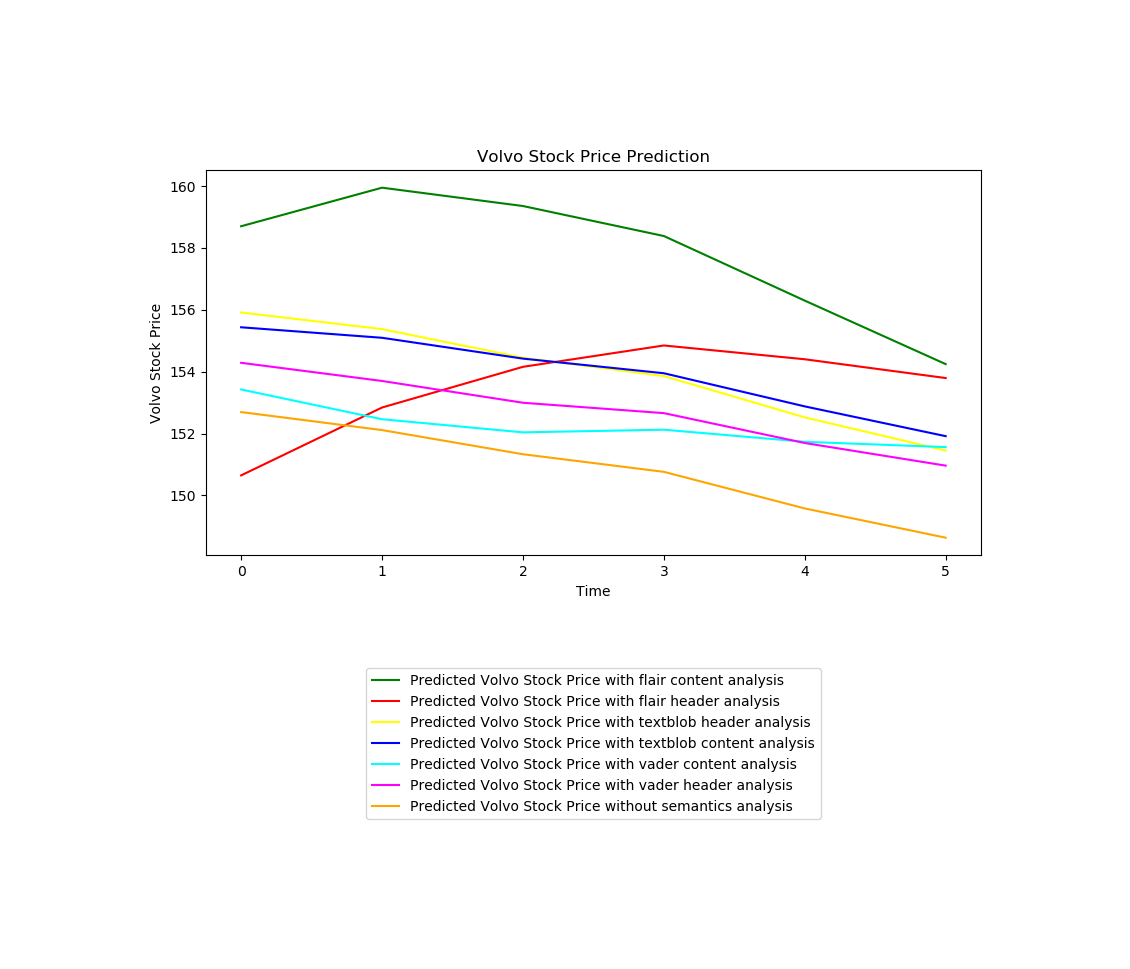 Volvo Stock Price Prediction
160
158
156
154
152
150
Volvo Stock Price
0 1 2 3 4 5
Time
Predicted Volvo Stock Price with flair content analysis
Predicted Volvo Stock Price with flair header analysis
Predicted Volvo Stock Price with textblob header analysis
Predicted Volvo Stock Price with textblob content analysis
Predicted Volvo Stock Price with vader content analysis
Predicted Volvo Stock Price with vader header analysis
Predicted Volvo Stock Price without semantics analysis